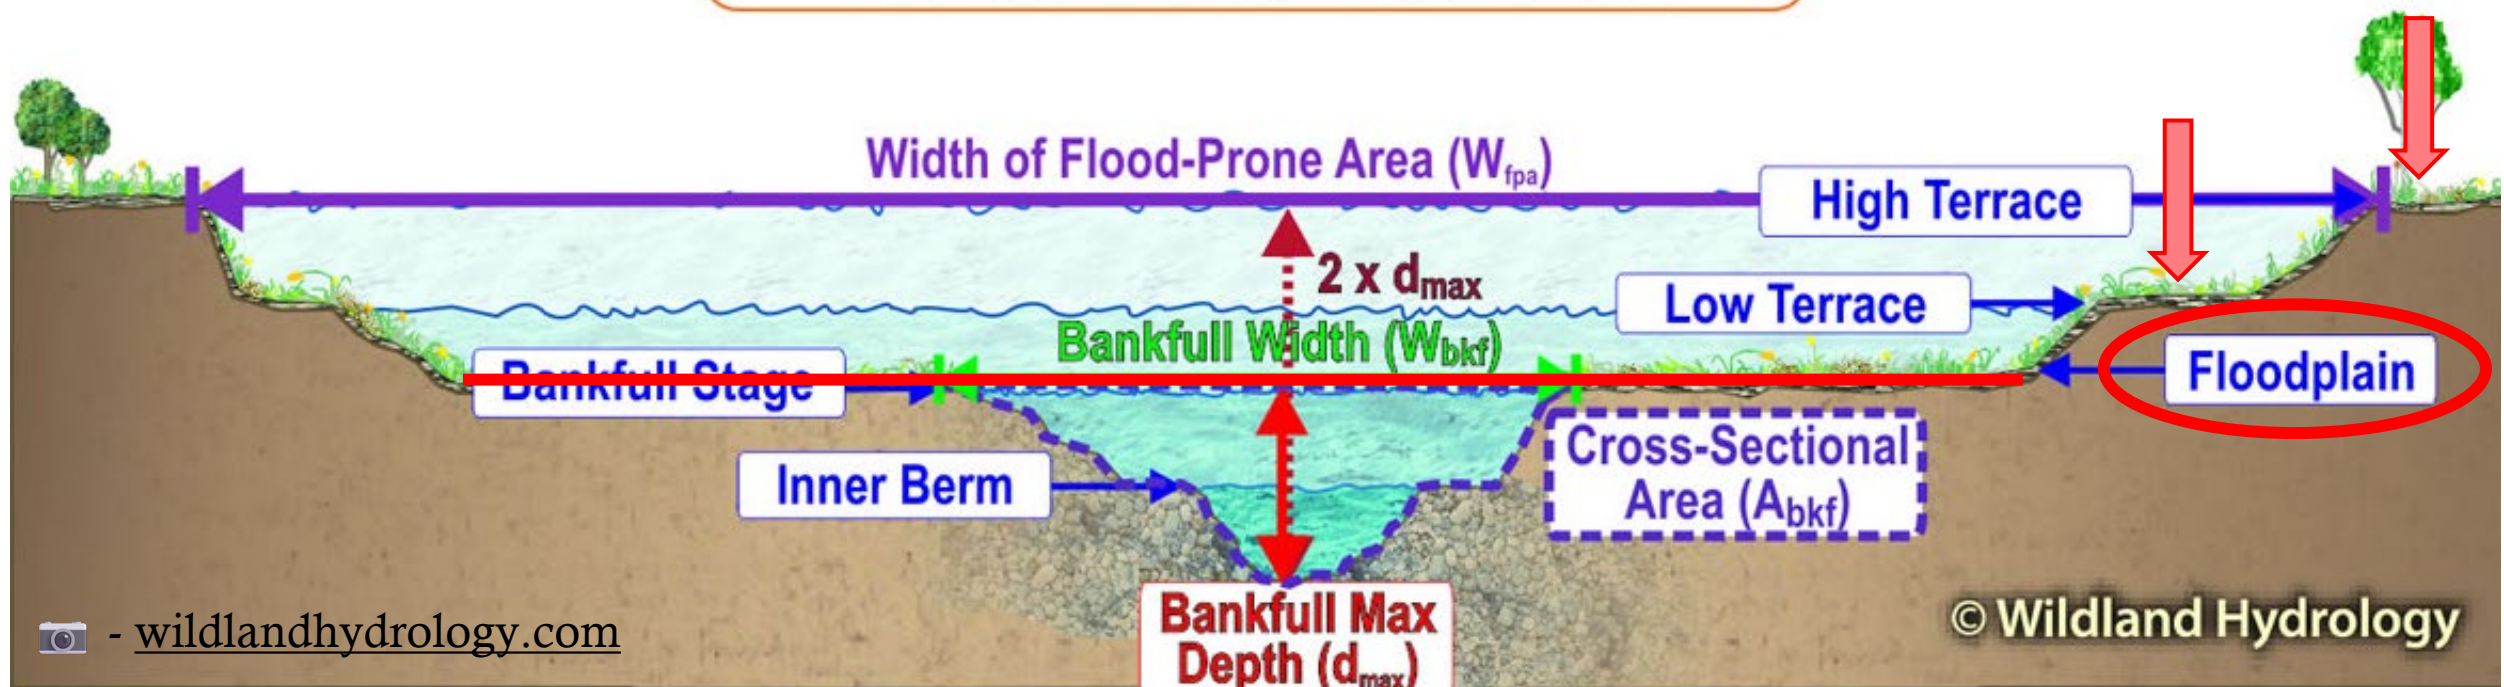 Width of Flood-Prone Area (Wfpa)
High Terrace
2 x dmax
Low Terrace
Bankfull Width (Wbkf)
Bankfull Stage
Floodplain
Cross-Sectional
Area (Abkf)
Inner Berm
Bankfull Max
Depth (dmax)
- wildlandhydrology.com
© Wildland Hydrology